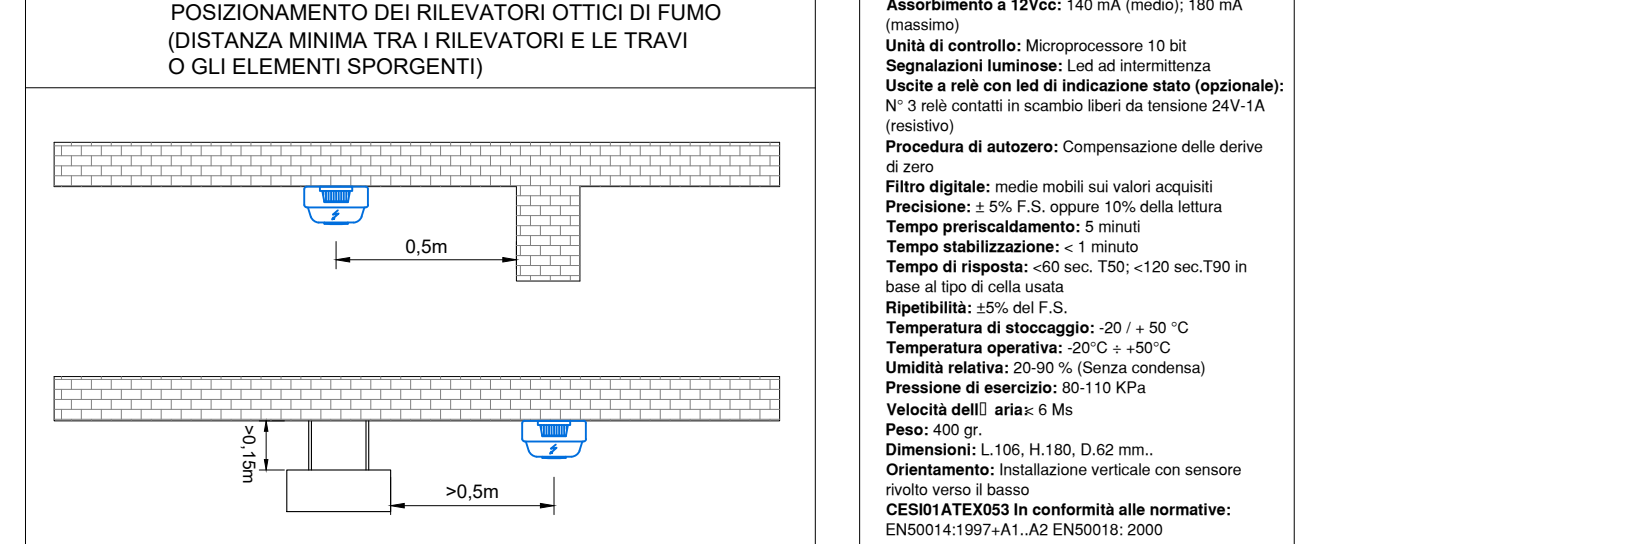 POSIZIONAMENTO DEI RILEVATORI OTTICI DI FUMO
(DISTANZA MINIMA TRA I RILEVATORI E LE TRAVI
O GLI ELEMENTI SPORGENTI)
0,5m
>0,15m
>0,5m
Assorbimento a 12Vcc: 140 mA (medio); 180 mA
(massimo)
Unità di controllo: Microprocessore 10 bit
Segnalazioni luminose: Led ad intermittenza
Uscite a relè con led di indicazione stato (opzionale):
N° 3 relè contatti in scambio liberi da tensione 24V-1A
(resistivo)
Procedura di autozero: Compensazione delle derive
di zero
Filtro digitale: medie mobili sui valori acquisiti
Precisione: ± 5% F.S. oppure 10% della lettura
Tempo preriscaldamento: 5 minuti
Tempo stabilizzazione: < 1 minuto
Tempo di risposta: <60 sec. T50; <120 sec.T90 in
base al tipo di cella usata
Ripetibilità: ±5% del F.S.
Temperatura di stoccaggio: -20 / + 50 °C
Temperatura operativa: -20°C ÷ +50°C
Umidità relativa: 20-90 % (Senza condensa)
Pressione di esercizio: 80-110 KPa
Velocità dell▯ aria:< 6 Ms
Peso: 400 gr.
Dimensioni: L.106, H.180, D.62 mm..
Orientamento: Installazione verticale con sensore
rivolto verso il basso
CESI01ATEX053 In conformità alle normative:
EN50014:1997+A1..A2 EN50018: 2000